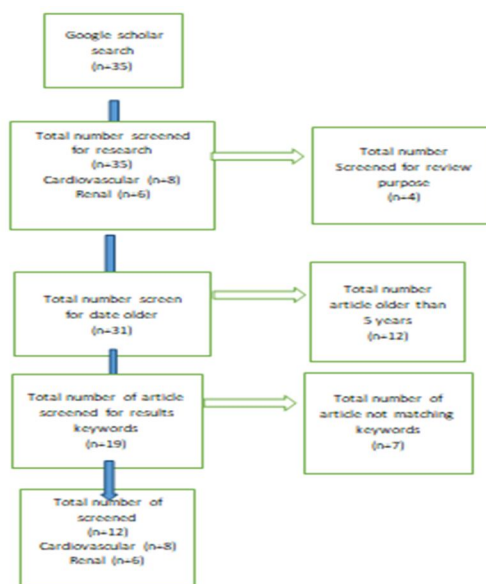 Google scholar
search
(n=35)
Total number screened
for research
(n=35)
Cardiovascular (n=8)
Renal (n=6)
Total number
Screened for review
purpose
(n=4)
Total number screen
for date older
(n=31)
Total number
article older than
5 years
(n=12)
Total number of article
screened for results
keywords
(n=19)
Total number of
article not matching
keywords
(n=7)
Total number of
screened
(n=12)
Cardiovascular (n=8)
Renal (n=6)